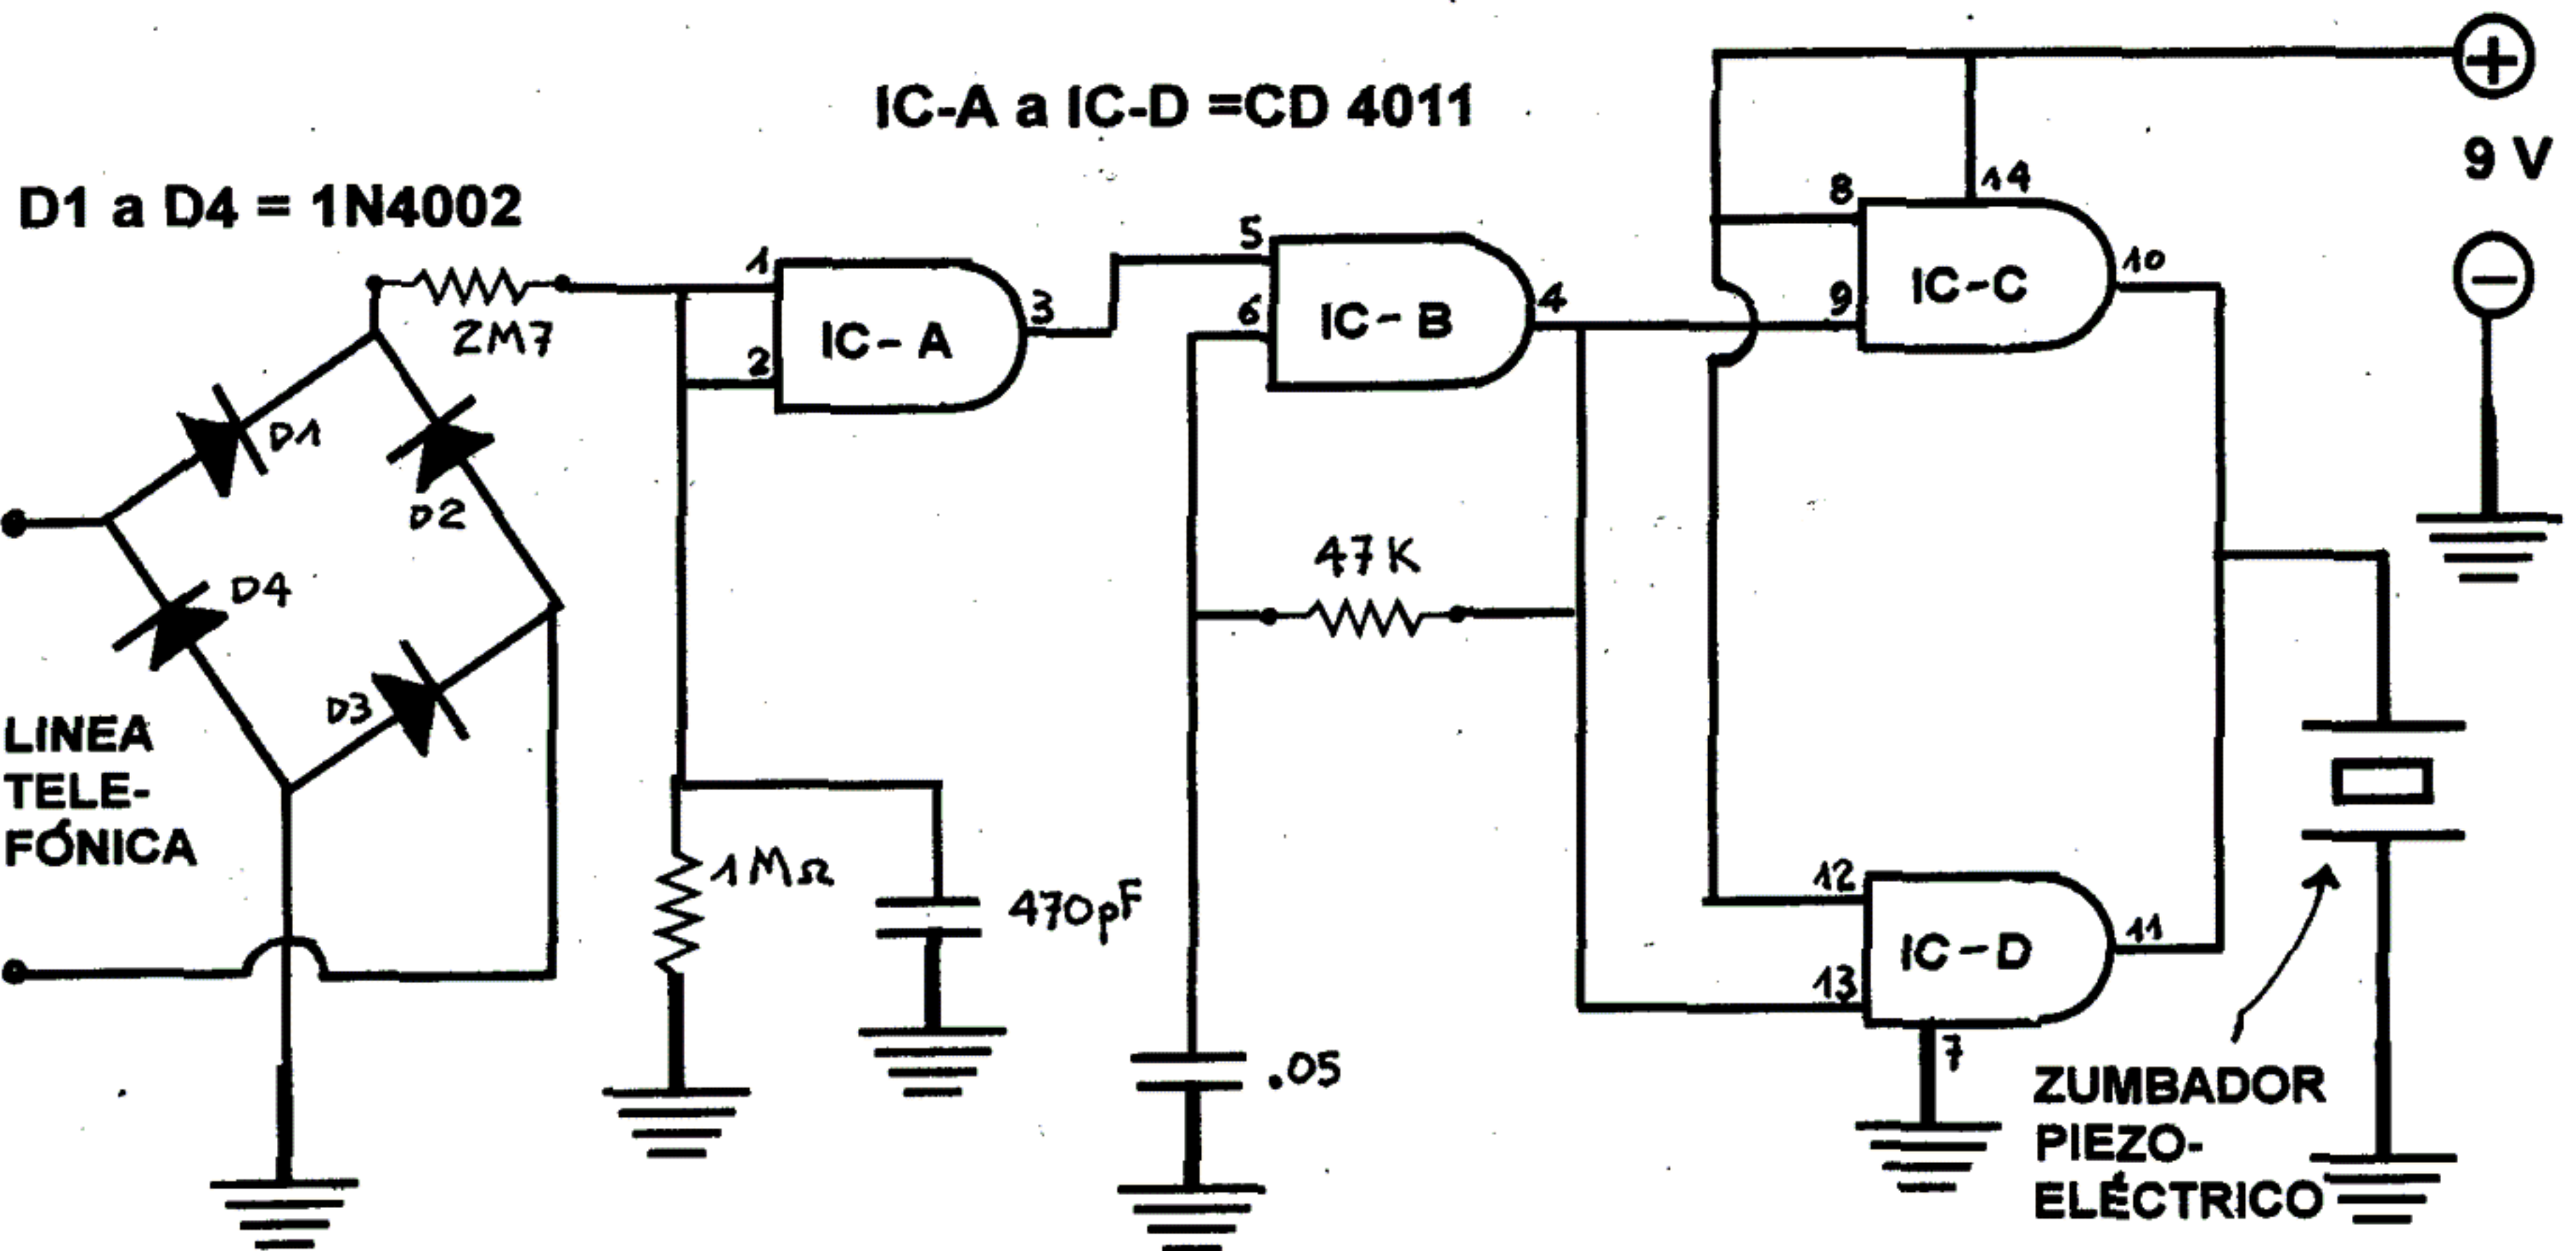 IC-A a IC-D =CD 4011
9 V
D1 a D4 = 1N4002
2M7
1
2
IC-A
3
5
6
IC-B
4
8
9
14
IC-C
10
D1
D2
D4
D3
47K
LINEA
TELE-
FÓNICA
1MΩ
470pF
.05
12
13
IC-D
11
7
ZUMBADOR
PIEZO-
ELÉCTRICO